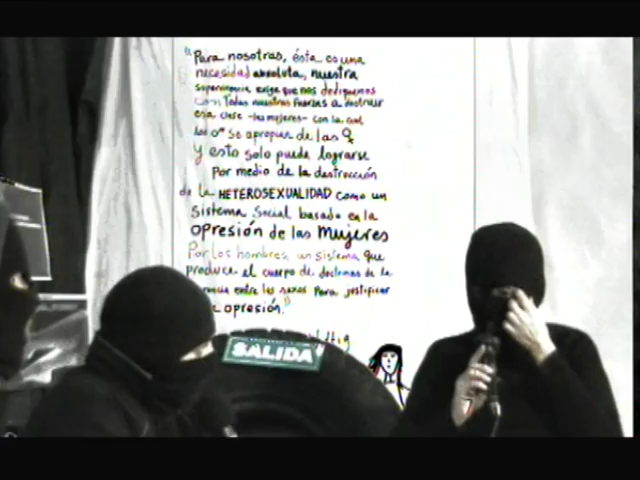 "Para nosotras, ésta es una
necesidad absoluta, nuestra
supervivencia exige que nos dediquemos
con todas nuestras fuerzas a destruir
esa clase -las mujeres- con la cual
los ♂ se apropian de las ♀
y esto solo puede lograrse
por medio de la destrucción
de la HETEROSEXUALIDAD como un
sistema social basado en la
opresión de las Mujeres
Por los hombres, un sistema que
produce el cuerpo de doctrinas de la
entre los sexos para justificar
opresión."
SALIDA